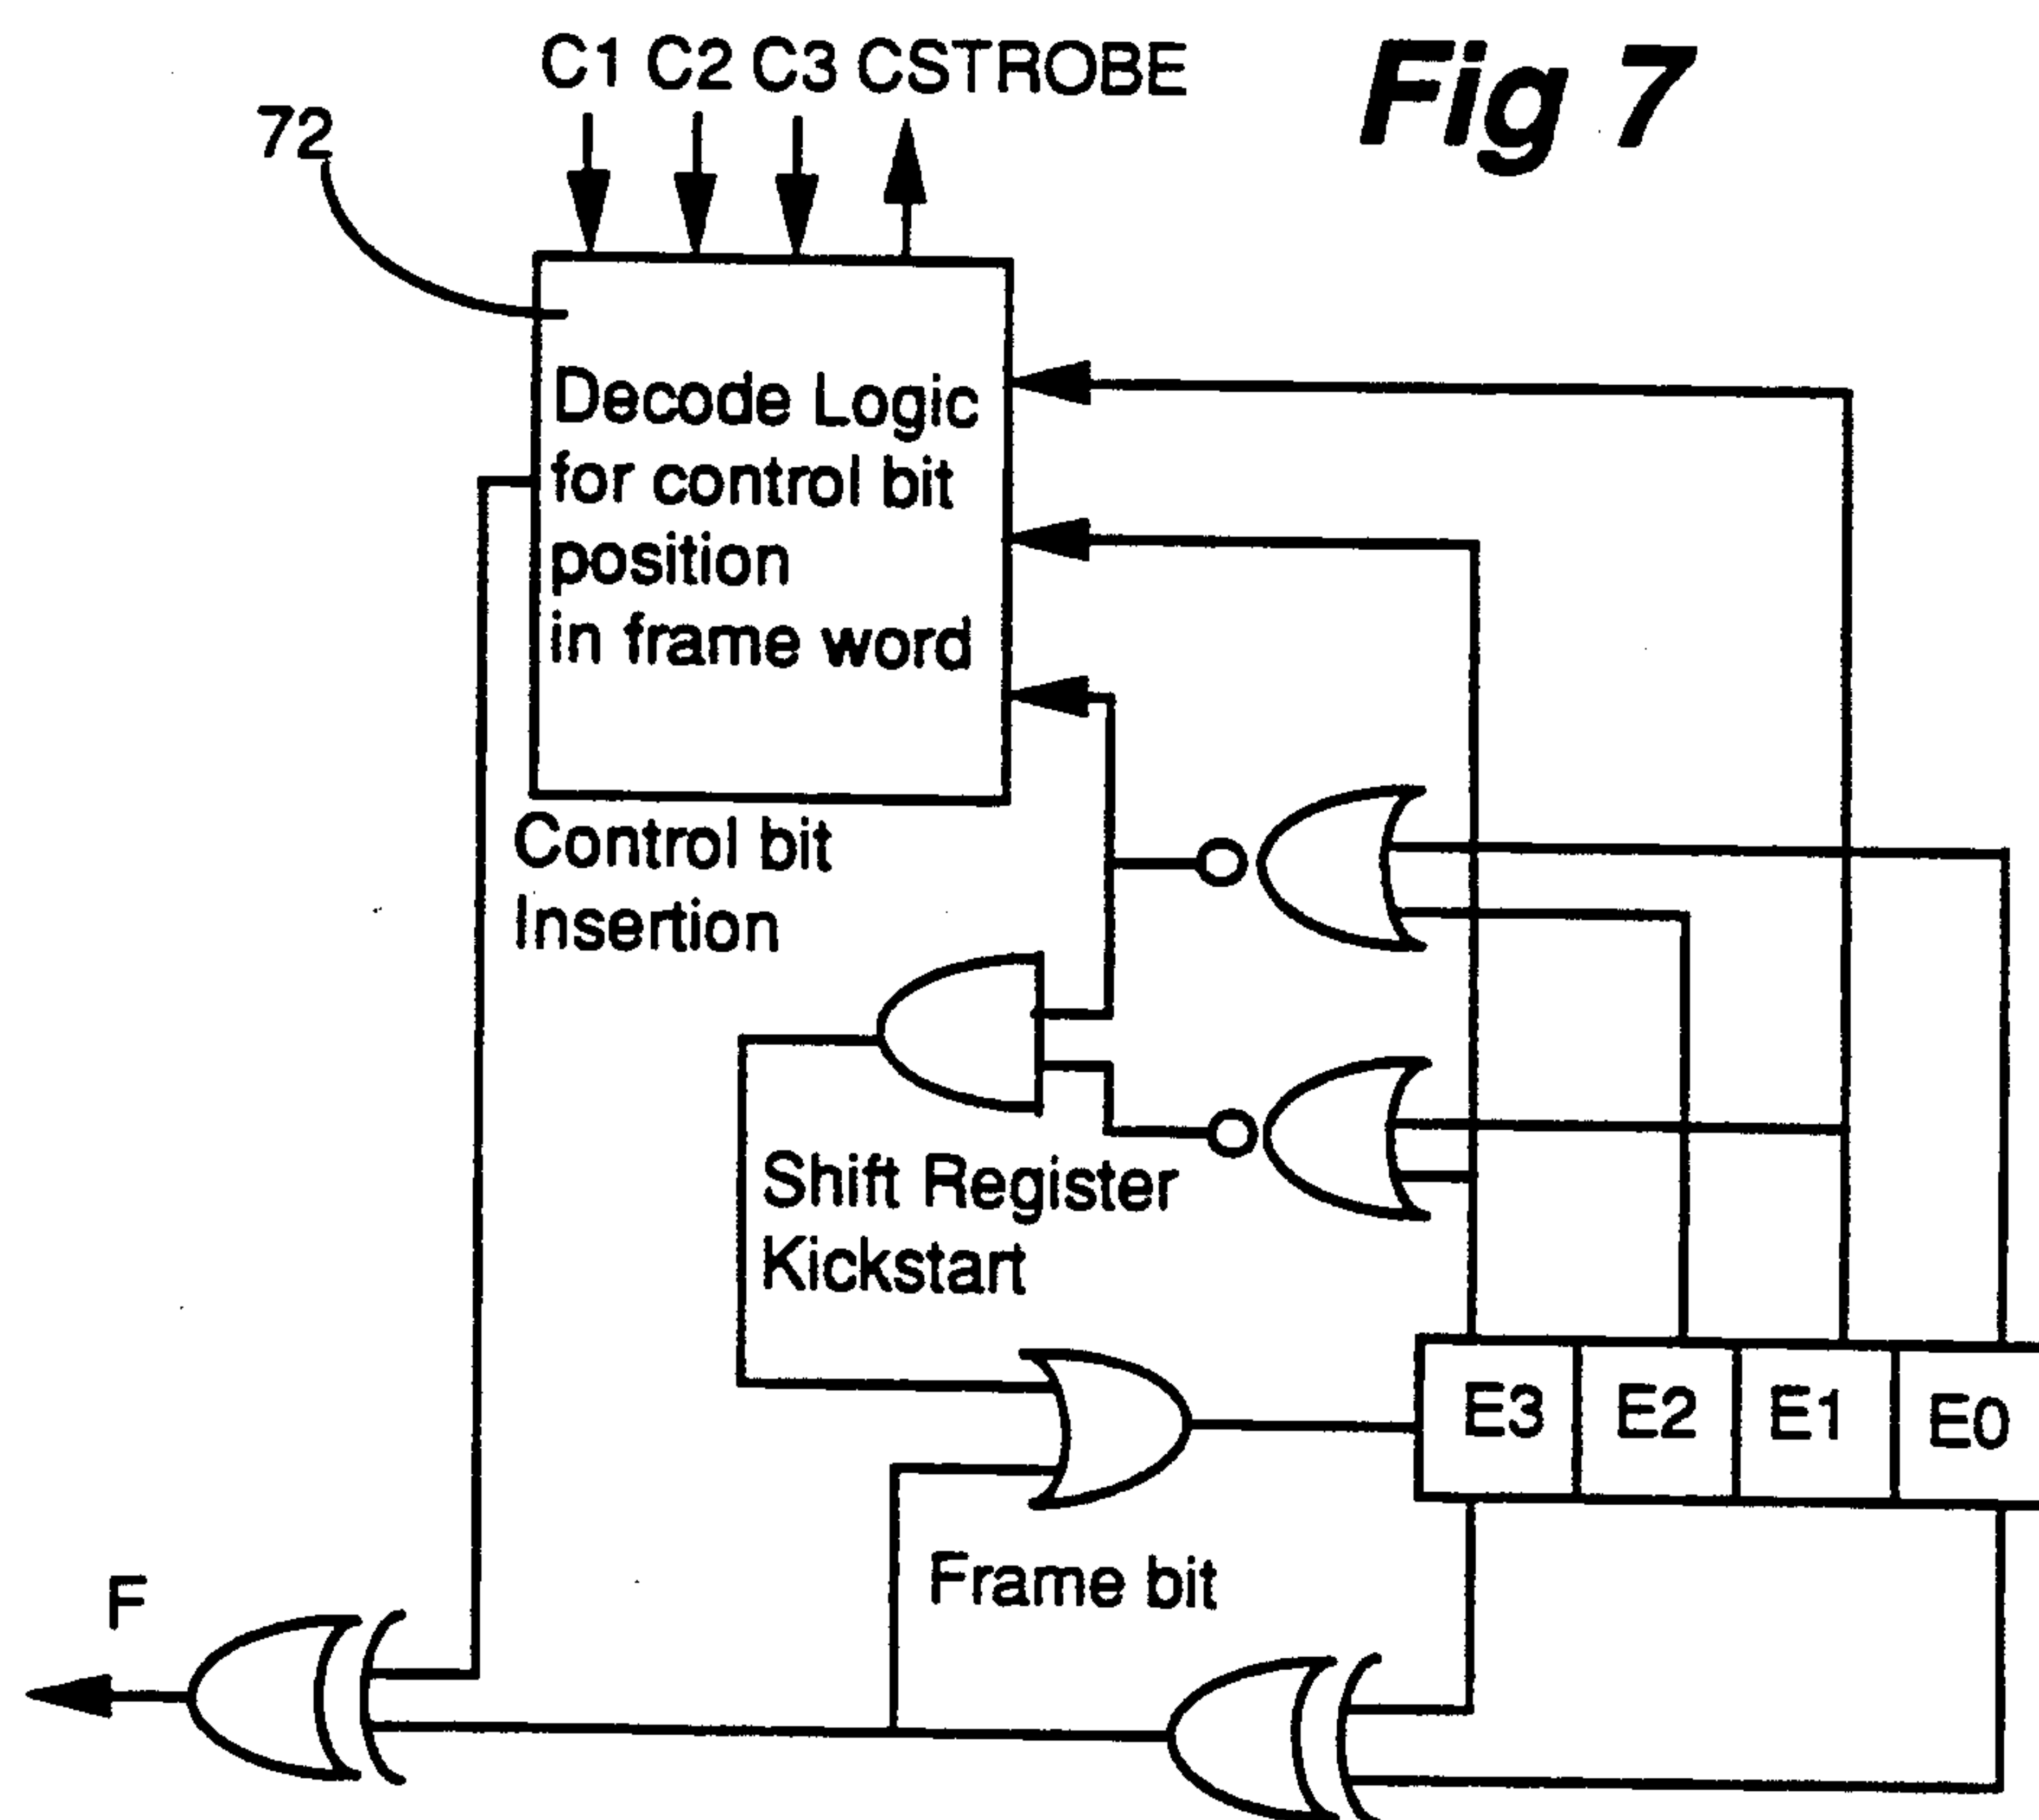 C1 C2 C3 CSTROBE
Fig 7
72
Decode Logic
for control bit
position
in frame word
Control bit
Insertion
Shift Register
Kickstart
E3 E2 E1 E0
Frame bit
F